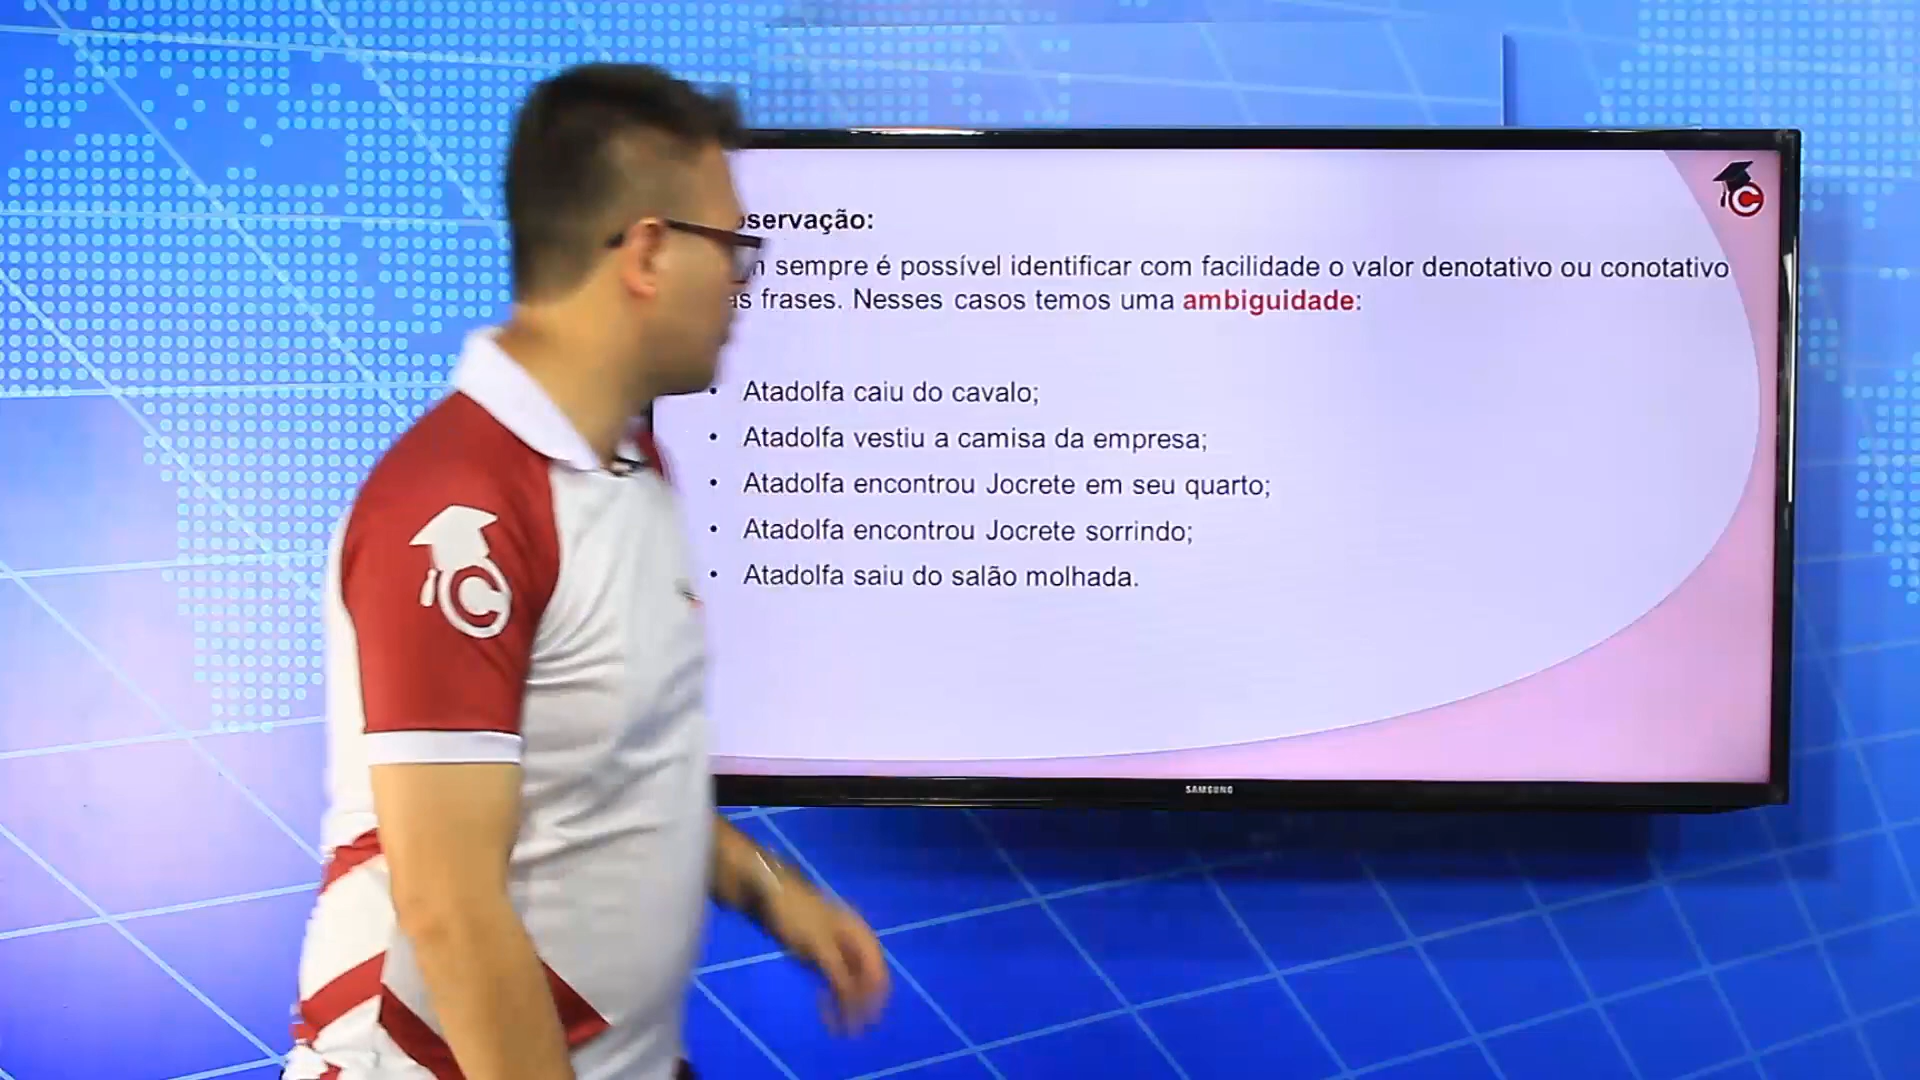 servação:
sempre é possível identificar com facilidade o valor denotativo ou conotativo
frases. Nesses casos temos uma ambiguidade:
• Atadolfa caiu do cavalo;
• Atadolfa vestiu a camisa da empresa;
• Atadolfa encontrou Jocrete em seu quarto;
• Atadolfa encontrou Jocrete sorrindo;
• Atadolfa saiu do salão molhada.
SAMSUNG